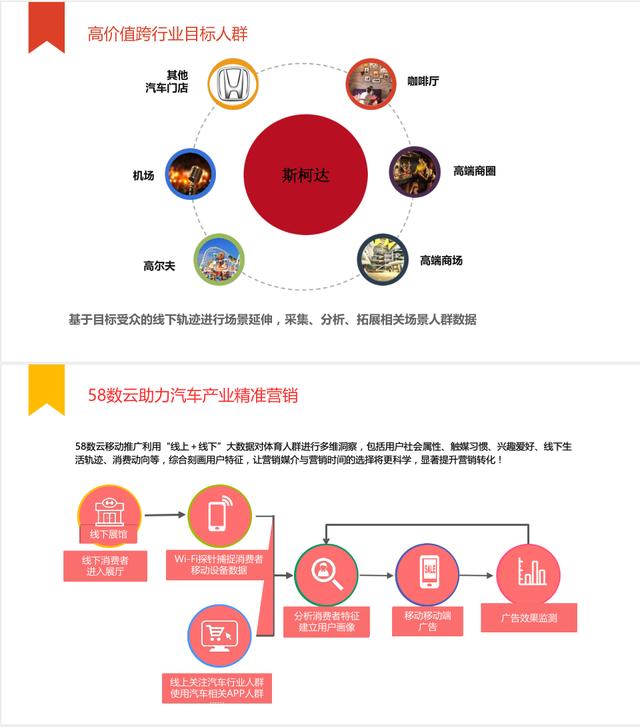 高价值跨行业目标人群
其他
汽车门店
咖啡厅
机场
斯柯达
高端商圈
高尔夫
高端商场
基于目标受众的线下轨迹进行场景延伸，采集、分析、拓展相关场景人群数据
58数云助力汽车产业精准营销
58数云移动推广利用“线上＋线下”大数据对体育人群进行多维洞察，包括用户社会属性、触媒习惯、兴趣爱好、线下生
活轨迹、消费动向等，综合刻画用户特征，让营销媒介与营销时间的选择将更科学，显著提升营销转化！
线下展馆
线下消费者
进入展厅
Wi-Fi探针捕捉消费者
移动设备数据
分析消费者特征
建立用户画像
SALE
移动移动端
广告
广告效果监测
线上关注汽车行业人群
使用汽车相关APP人群
……